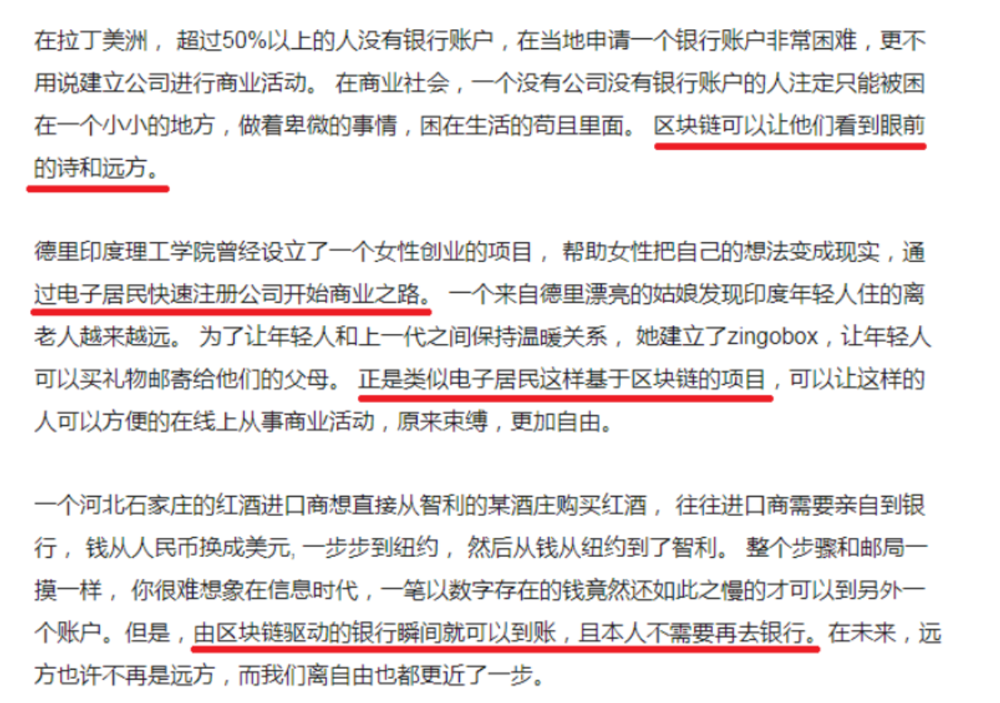 在拉丁美洲， 超过50%以上的人没有银行账户，在当地申请一个银行账户非常困难，更不
用说建立公司进行商业活动。 在商业社会，一个没有公司没有银行账户的人注定只能被困
在一个小小的地方，做着卑微的事情，困在生活的苟且里面。 区块链可以让他们看到眼前
的诗和远方。
德里印度理工学院曾经设立了一个女性创业的项目， 帮助女性把自己的想法变成现实，通
过电子居民快速注册公司开始商业之路。 一个来自德里漂亮的姑娘发现印度年轻人住的离
老人越来越远。 为了让年轻人和上一代之间保持温暖关系， 她建立了zingobox，让年轻人
可以买礼物邮寄给他们的父母。 正是类似电子居民这样基于区块链的项目，可以让这样的
人可以方便的在线上从事商业活动，原来束缚，更加自由。
一个河北石家庄的红酒进口商想直接从智利的某酒庄购买红酒， 往往进口商需要亲自到银
行， 钱从人民币换成美元, 一步步到纽约， 然后从钱从纽约到了智利。 整个步骤和邮局一
摸一样， 你很难想象在信息时代，一笔以数字存在的钱竟然还如此之慢的才可以到另外一
个账户。但是，由区块链驱动的银行瞬间就可以到账，且本人不需要再去银行。在未来，远
方也许不再是远方，而我们离自由也都更近了一步。